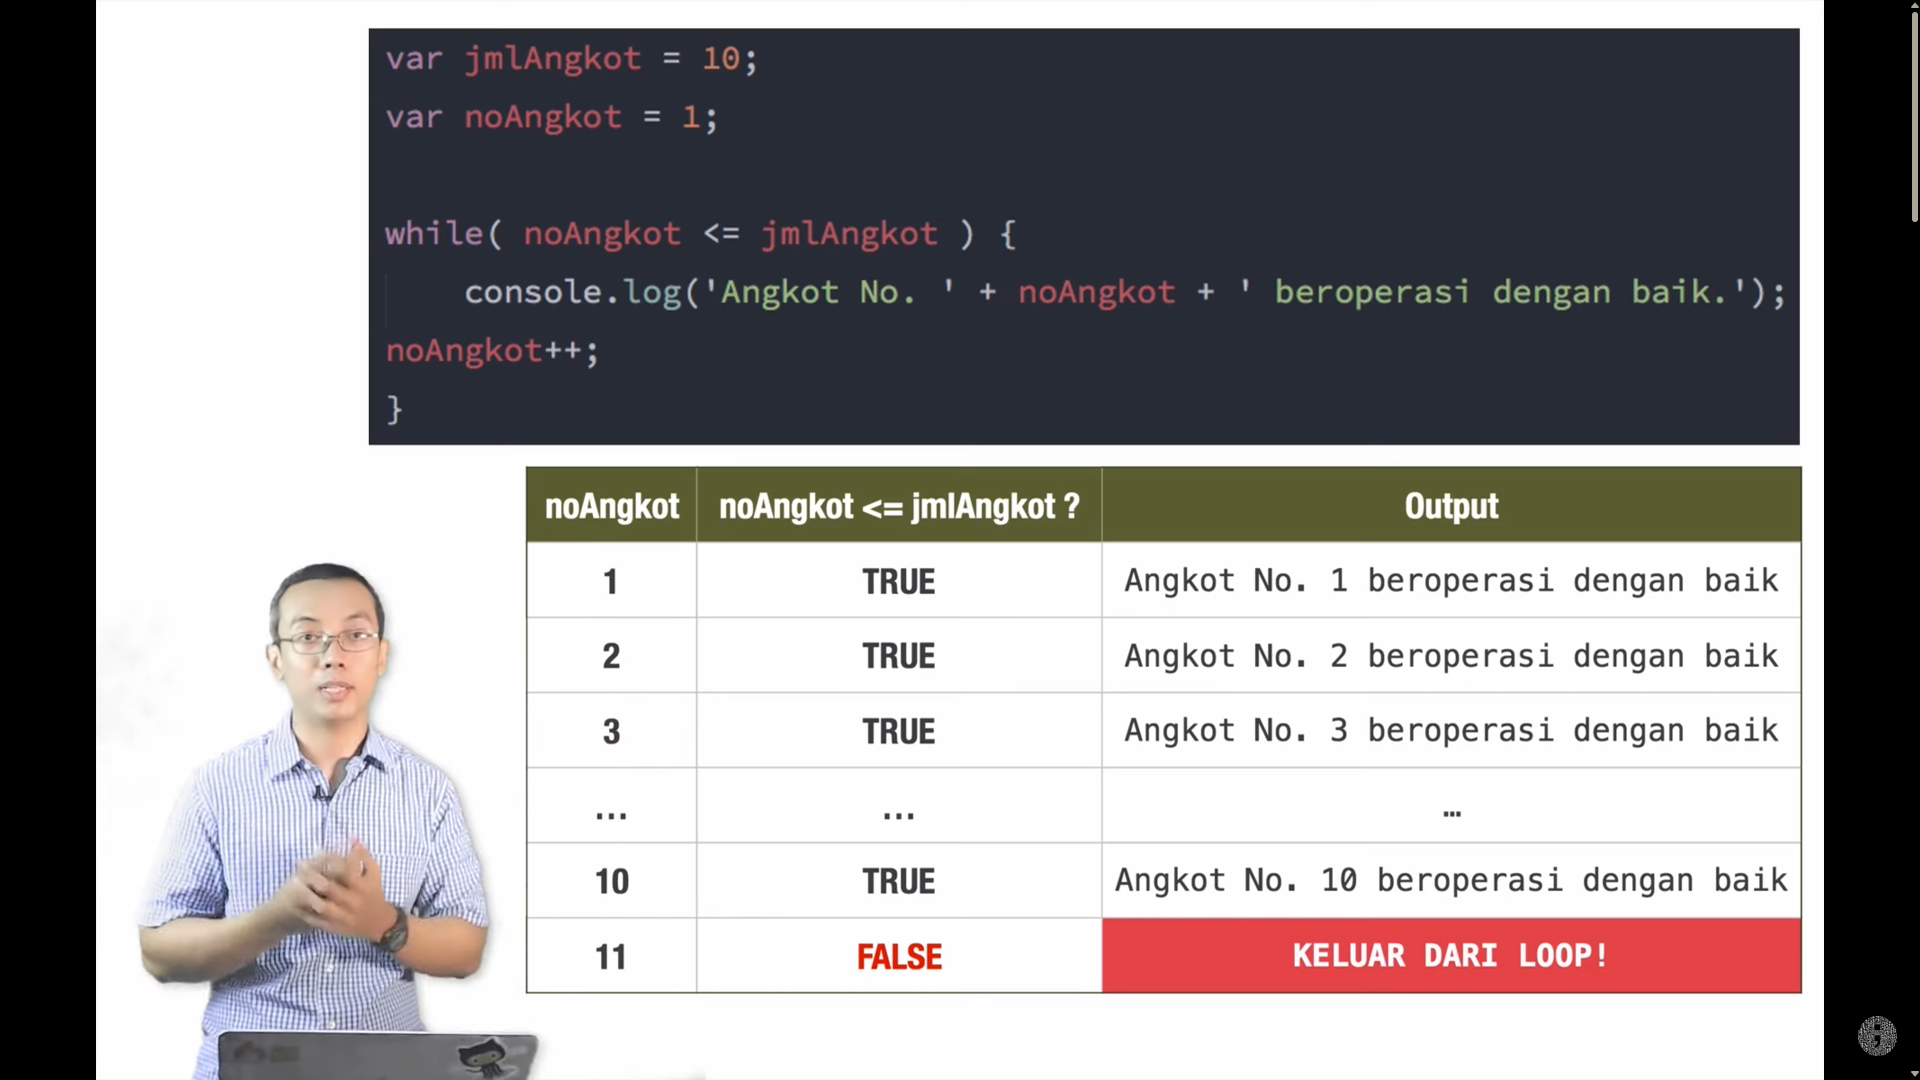 var jmlAngkot = 10;
var noAngkot = 1;
while( noAngkot <= jmlAngkot ) {
console.log('Angkot No. ' + noAngkot + ' beroperasi dengan baik.');
noAngkot++;
}
noAngkot noAngkot <= jmlAngkot ? Output
1 TRUE Angkot No. 1 beroperasi dengan baik
2 TRUE Angkot No. 2 beroperasi dengan baik
3 TRUE Angkot No. 3 beroperasi dengan baik
... ... ...
10 TRUE Angkot No. 10 beroperasi dengan baik
11 FALSE KELUAR DARI LOOP!